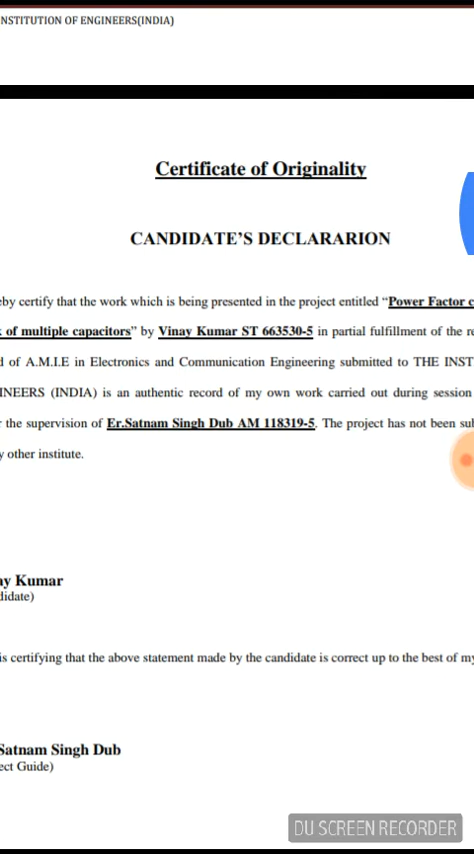 NSTITUTION OF ENGINEERS(INDIA)
Certificate of Originality
CANDIDATE'S DECLARARION
eby certify that the work which is being presented in the project entitled “Power Factor c
of multiple capacitors” by Vinay Kumar ST 663530-5 in partial fulfillment of the re
d of A.M.I.E in Electronics and Communication Engineering submitted to THE INST
INEERS (INDIA) is an authentic record of my own work carried out during session
r the supervision of Er.Satnam Singh Dub AM 118319-5. The project has not been sul
y other institute.
ay Kumar
lidate)
is certifying that the above statement made by the candidate is correct up to the best of my
Satnam Singh Dub
ect Guide)
DU SCREEN RECORDER